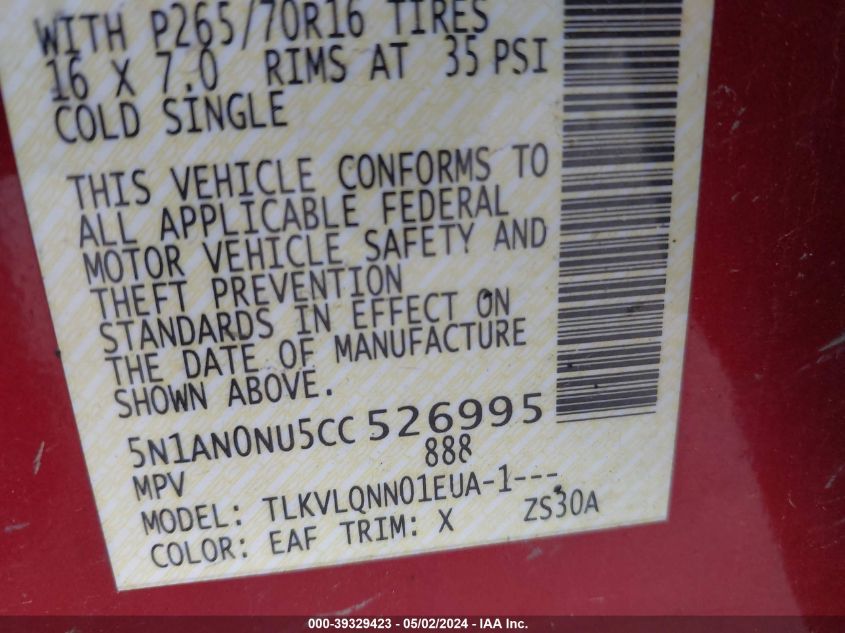 WITH P265/70R16 TIRES
16 X 7.0 RIMS AT 35 PSI
COLD SINGLE
THIS VEHICLE CONFORMS TO
ALL APPLICABLE FEDERAL
MOTOR VEHICLE SAFETY AND
THEFT PREVENTION
STANDARDS IN EFFECT ON
THE DATE OF MANUFACTURE
SHOWN ABOVE.
5N1AN0NU5CC526995
888
MPV
MODEL: TLKVLQNN01EUA-1---
COLOR: EAF TRIM: X ZS30A
000-39329423 - 05/02/2024 - IAA Inc.